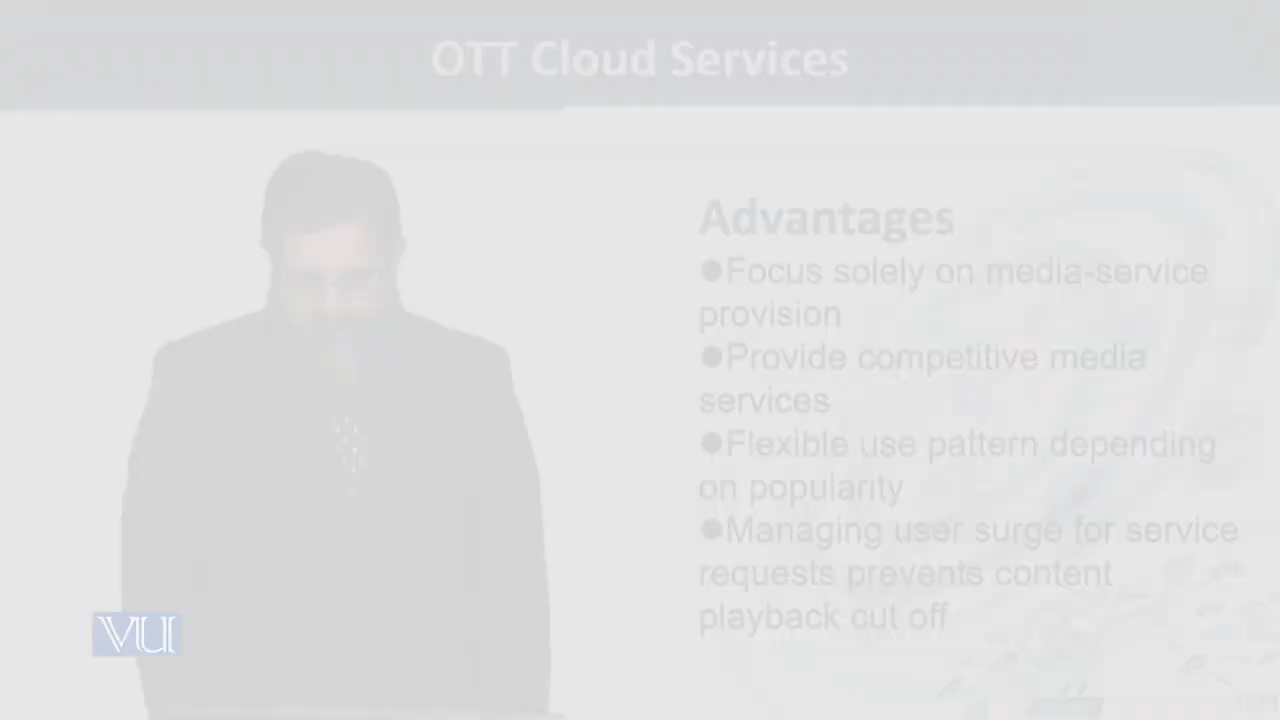 OTT Cloud Services
Advantages
●Focus solely on media-service
provision
●Provide competitive media
services
●Flexible use pattern depending
on popularity
●Managing user surge for service
requests prevents content
playback cut off
VU